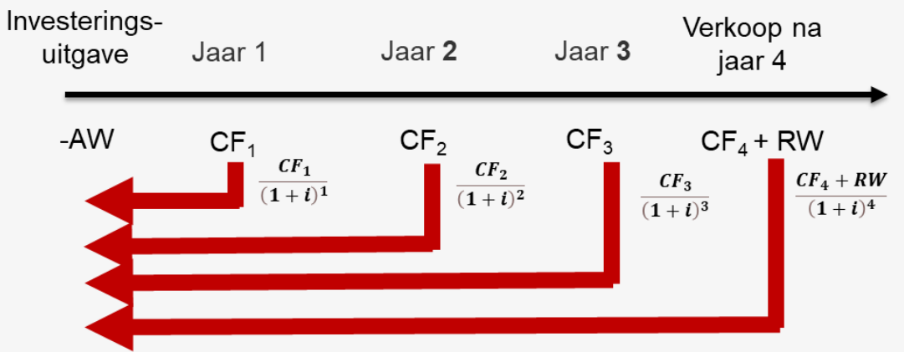 Investerings-
uitgave
Jaar 1
Jaar 2
Jaar 3
Verkoop na
jaar 4
-AW
CF₁
CF₂
CF₃
CF₄ + RW
CF₁
(1 + i)¹
CF₂
(1 + i)²
CF₃
(1 + i)³
CF₄ + RW
(1 + i)⁴